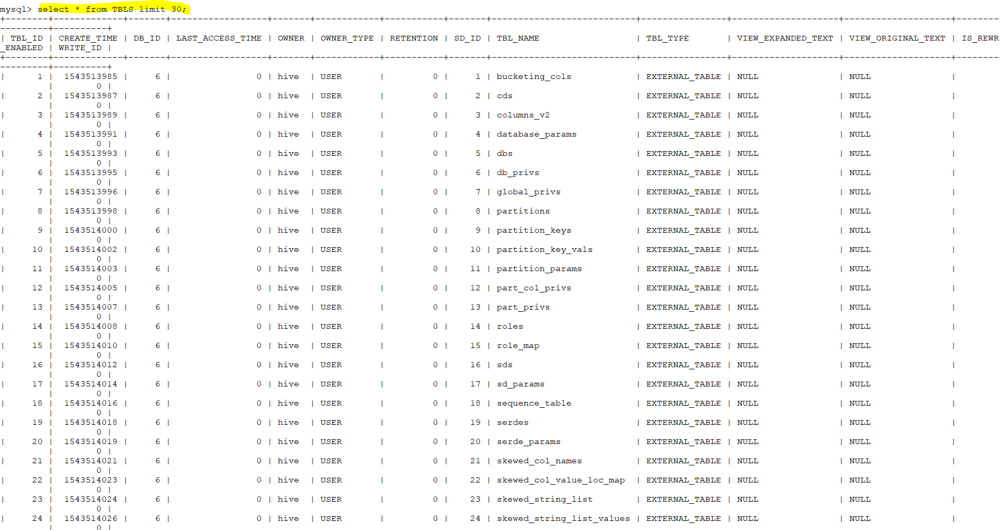 mysql> select * from TBLS limit 30;
+--------+-------------+-------+------------------+-------+------------+-----------+-------+---------------------------+----------------+--------------------+--------------------+---------
---------+----------+
| TBL_ID | CREATE_TIME | DB_ID | LAST_ACCESS_TIME | OWNER | OWNER_TYPE | RETENTION | SD_ID | TBL_NAME                  | TBL_TYPE       | VIEW_EXPANDED_TEXT | VIEW_ORIGINAL_TEXT | IS_REWR
_ENABLED | WRITE_ID |
+--------+-------------+-------+------------------+-------+------------+-----------+-------+---------------------------+----------------+--------------------+--------------------+---------
---------+----------+
|      1 |  1543513985 |     6 |                0 | hive  | USER       |         0 |     1 | bucketing_cols            | EXTERNAL_TABLE | NULL               | NULL               |
         |        0 |
|      2 |  1543513987 |     6 |                0 | hive  | USER       |         0 |     2 | cds                       | EXTERNAL_TABLE | NULL               | NULL               |
         |        0 |
|      3 |  1543513989 |     6 |                0 | hive  | USER       |         0 |     3 | columns_v2                | EXTERNAL_TABLE | NULL               | NULL               |
         |        0 |
|      4 |  1543513991 |     6 |                0 | hive  | USER       |         0 |     4 | database_params           | EXTERNAL_TABLE | NULL               | NULL               |
         |        0 |
|      5 |  1543513993 |     6 |                0 | hive  | USER       |         0 |     5 | dbs                       | EXTERNAL_TABLE | NULL               | NULL               |
         |        0 |
|      6 |  1543513995 |     6 |                0 | hive  | USER       |         0 |     6 | db_privs                  | EXTERNAL_TABLE | NULL               | NULL               |
         |        0 |
|      7 |  1543513996 |     6 |                0 | hive  | USER       |         0 |     7 | global_privs              | EXTERNAL_TABLE | NULL               | NULL               |
         |        0 |
|      8 |  1543513998 |     6 |                0 | hive  | USER       |         0 |     8 | partitions                | EXTERNAL_TABLE | NULL               | NULL               |
         |        0 |
|      9 |  1543514000 |     6 |                0 | hive  | USER       |         0 |     9 | partition_keys            | EXTERNAL_TABLE | NULL               | NULL               |
         |        0 |
|     10 |  1543514002 |     6 |                0 | hive  | USER       |         0 |    10 | partition_key_vals        | EXTERNAL_TABLE | NULL               | NULL               |
         |        0 |
|     11 |  1543514003 |     6 |                0 | hive  | USER       |         0 |    11 | partition_params          | EXTERNAL_TABLE | NULL               | NULL               |
         |        0 |
|     12 |  1543514005 |     6 |                0 | hive  | USER       |         0 |    12 | part_col_privs            | EXTERNAL_TABLE | NULL               | NULL               |
         |        0 |
|     13 |  1543514007 |     6 |                0 | hive  | USER       |         0 |    13 | part_privs                | EXTERNAL_TABLE | NULL               | NULL               |
         |        0 |
|     14 |  1543514008 |     6 |                0 | hive  | USER       |         0 |    14 | roles                     | EXTERNAL_TABLE | NULL               | NULL               |
         |        0 |
|     15 |  1543514010 |     6 |                0 | hive  | USER       |         0 |    15 | role_map                  | EXTERNAL_TABLE | NULL               | NULL               |
         |        0 |
|     16 |  1543514012 |     6 |                0 | hive  | USER       |         0 |    16 | sds                       | EXTERNAL_TABLE | NULL               | NULL               |
         |        0 |
|     17 |  1543514014 |     6 |                0 | hive  | USER       |         0 |    17 | sd_params                 | EXTERNAL_TABLE | NULL               | NULL               |
         |        0 |
|     18 |  1543514016 |     6 |                0 | hive  | USER       |         0 |    18 | sequence_table            | EXTERNAL_TABLE | NULL               | NULL               |
         |        0 |
|     19 |  1543514018 |     6 |                0 | hive  | USER       |         0 |    19 | serdes                    | EXTERNAL_TABLE | NULL               | NULL               |
         |        0 |
|     20 |  1543514019 |     6 |                0 | hive  | USER       |         0 |    20 | serde_params              | EXTERNAL_TABLE | NULL               | NULL               |
         |        0 |
|     21 |  1543514021 |     6 |                0 | hive  | USER       |         0 |    21 | skewed_col_names          | EXTERNAL_TABLE | NULL               | NULL               |
         |        0 |
|     22 |  1543514023 |     6 |                0 | hive  | USER       |         0 |    22 | skewed_col_value_loc_map  | EXTERNAL_TABLE | NULL               | NULL               |
         |        0 |
|     23 |  1543514024 |     6 |                0 | hive  | USER       |         0 |    23 | skewed_string_list        | EXTERNAL_TABLE | NULL               | NULL               |
         |        0 |
|     24 |  1543514026 |     6 |                0 | hive  | USER       |         0 |    24 | skewed_string_list_values | EXTERNAL_TABLE | NULL               | NULL               |
         |        0 |